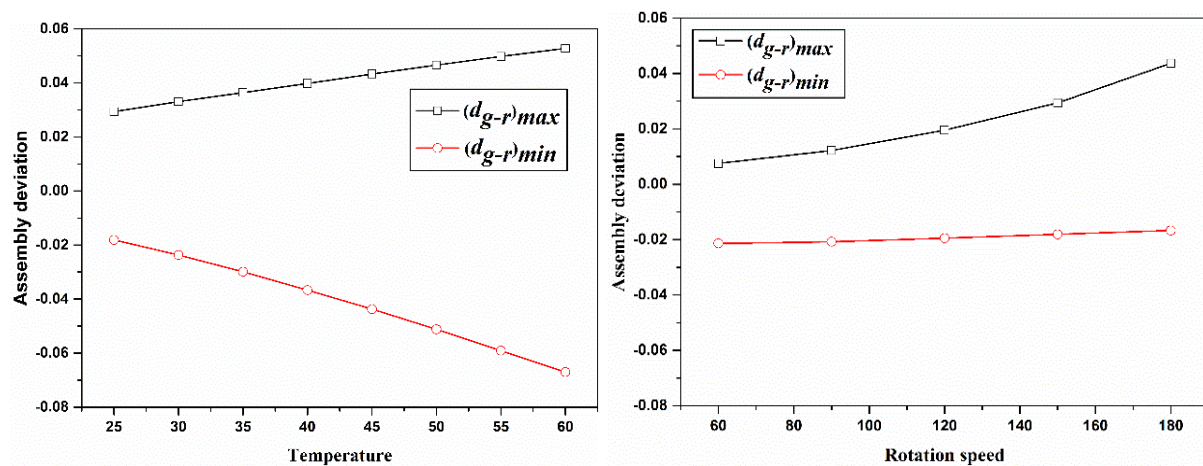 0.06
0.04
0.02
0.00
-0.02
-0.04
-0.06
-0.08
Assembly deviation
(dg-r)max
(dg-r)min
25 30 35 40 45 50 55 60
Temperature
0.06
0.04
0.02
0.00
-0.02
-0.04
-0.06
-0.08
Assembly deviation
(dg-r)max
(dg-r)min
60 80 100 120 140 160 180
Rotation speed